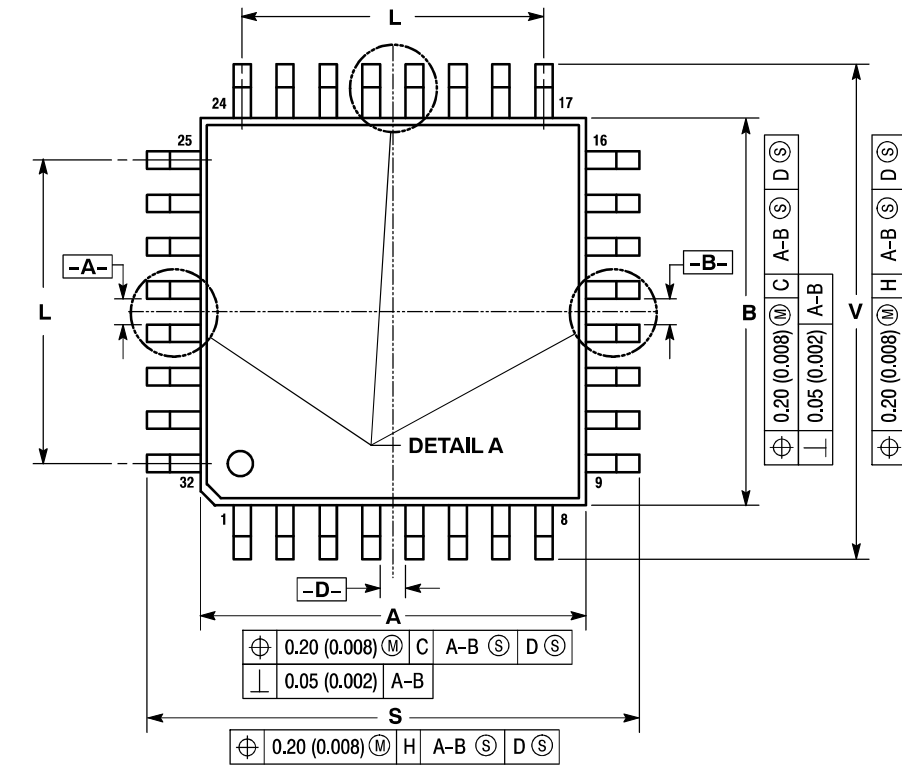 L
24
17
25
16
-A-
-B-
L
B
V
DETAIL A
32
9
1
8
-D-
A
⌖ 0.20 (0.008) Ⓜ C A-B Ⓢ D Ⓢ
⊥ 0.05 (0.002) A-B
S
⌖ 0.20 (0.008) Ⓜ H A-B Ⓢ D Ⓢ
⌖ 0.20 (0.008) Ⓜ C A-B Ⓢ D Ⓢ
⊥ 0.05 (0.002) A-B
⌖ 0.20 (0.008) Ⓜ H A-B Ⓢ D Ⓢ